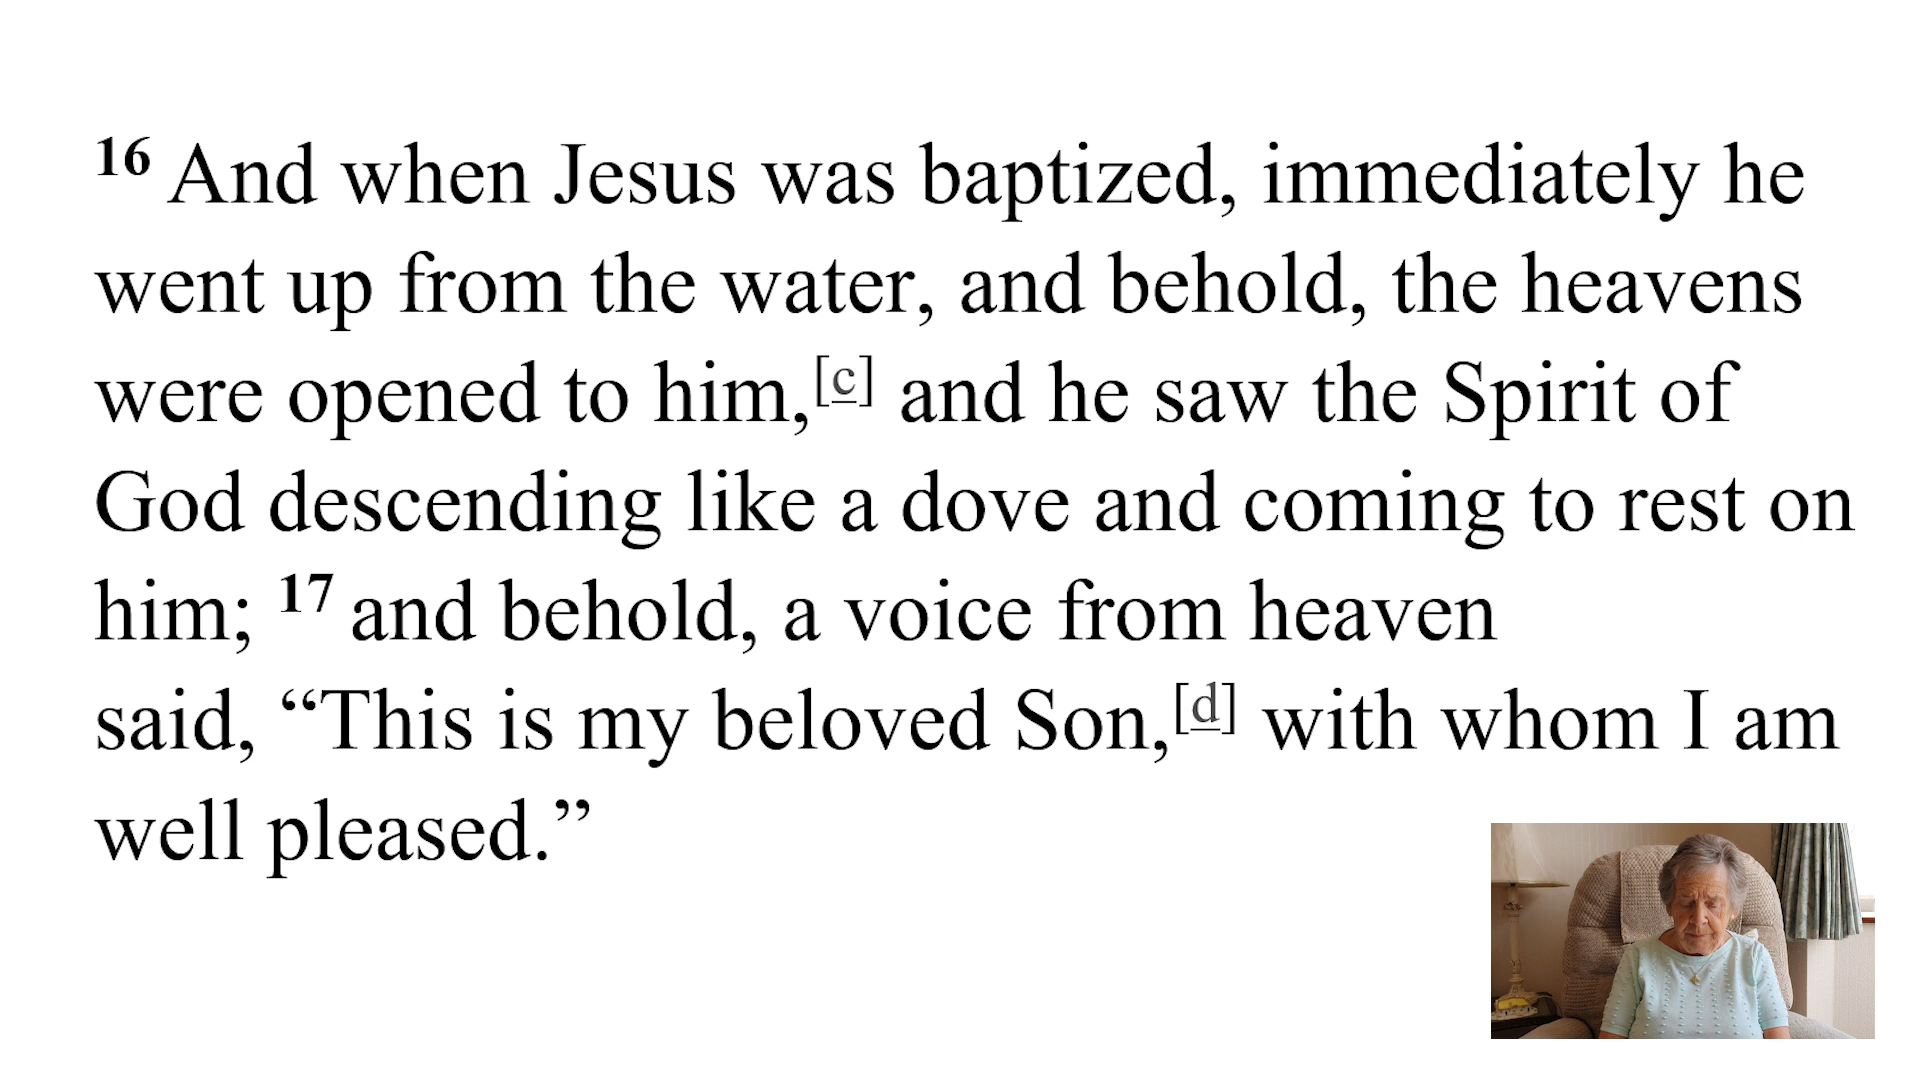 16 And when Jesus was baptized, immediately he
went up from the water, and behold, the heavens
were opened to him,[c] and he saw the Spirit of
God descending like a dove and coming to rest on
him; 17 and behold, a voice from heaven
said, “This is my beloved Son,[d] with whom I am
well pleased.”